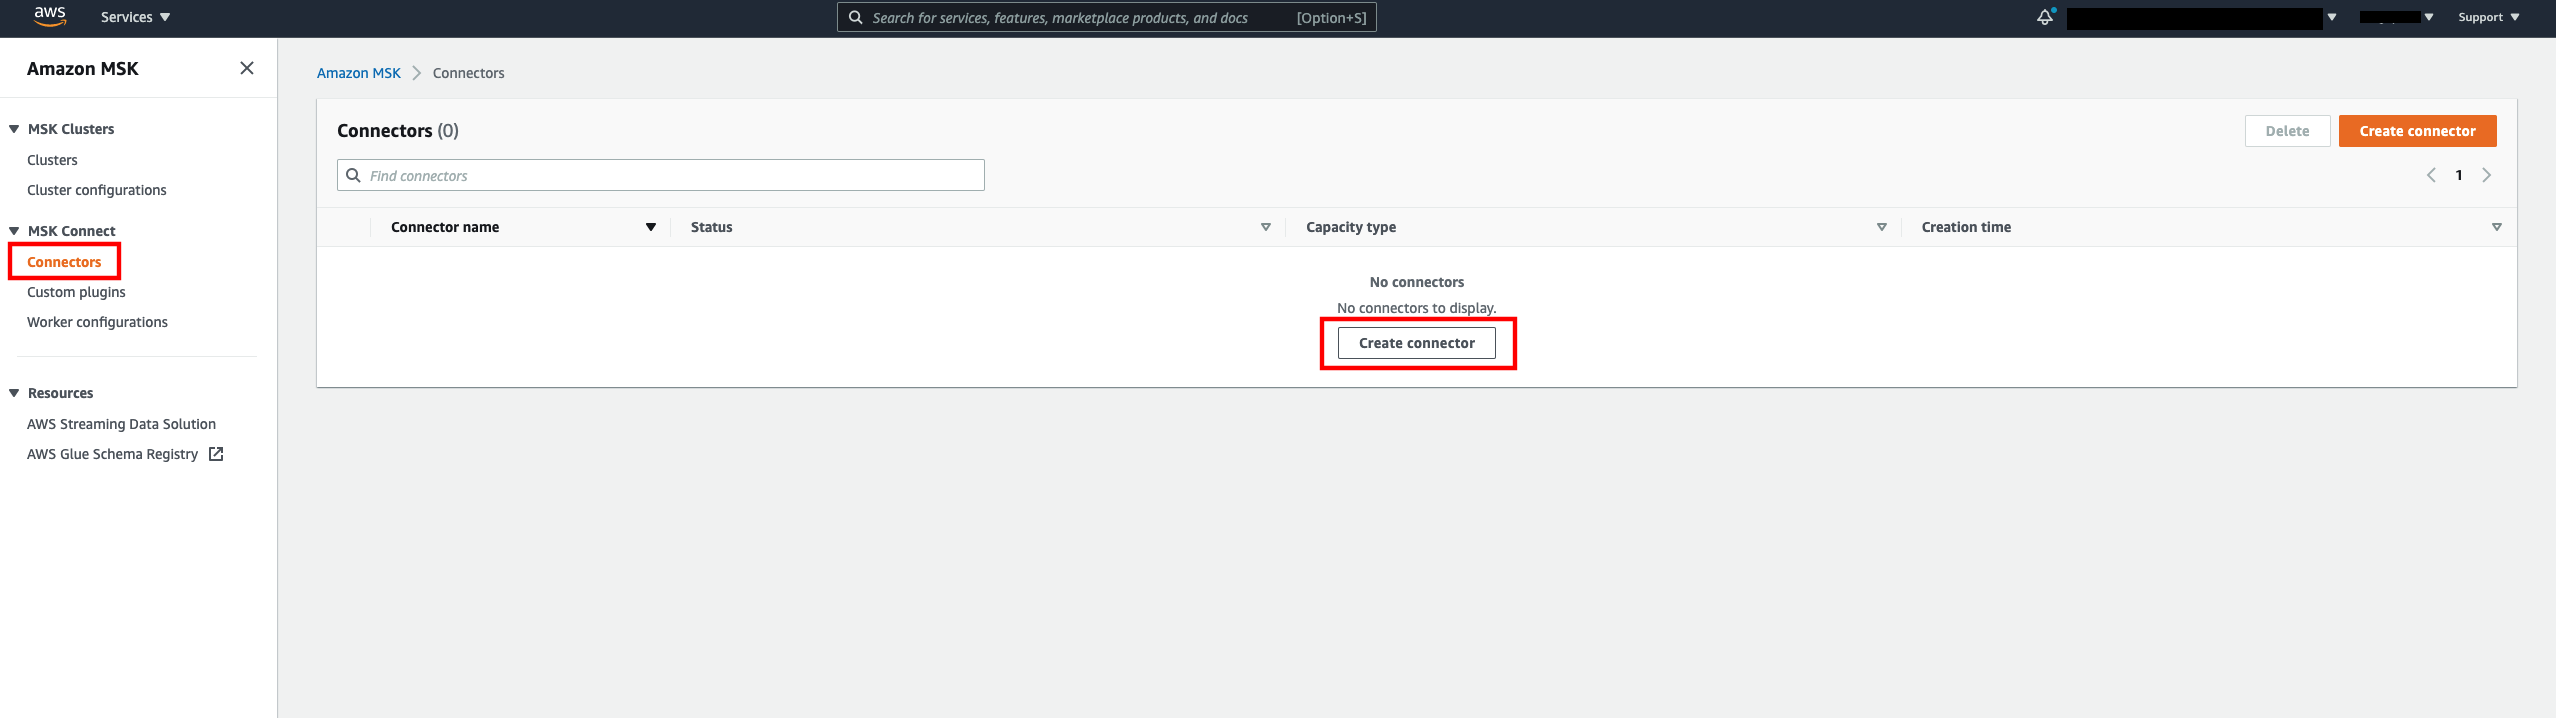 aws Services Search for services, features, marketplace products, and docs [Option+S] Support
Amazon MSK
MSK Clusters
Clusters
Cluster configurations
MSK Connect
Connectors
Custom plugins
Worker configurations
Resources
AWS Streaming Data Solution
AWS Glue Schema Registry
Amazon MSK Connectors
Connectors (0) Delete Create connector
Find connectors 1
Connector name Status Capacity type Creation time
No connectors
No connectors to display.
Create connector